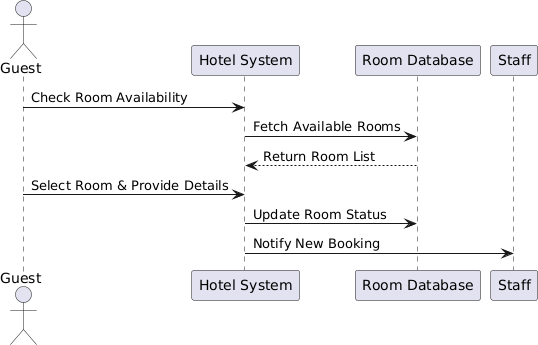 Guest
Hotel System
Room Database
Staff
Check Room Availability
Fetch Available Rooms
Return Room List
Select Room & Provide Details
Update Room Status
Notify New Booking
Guest
Hotel System
Room Database
Staff